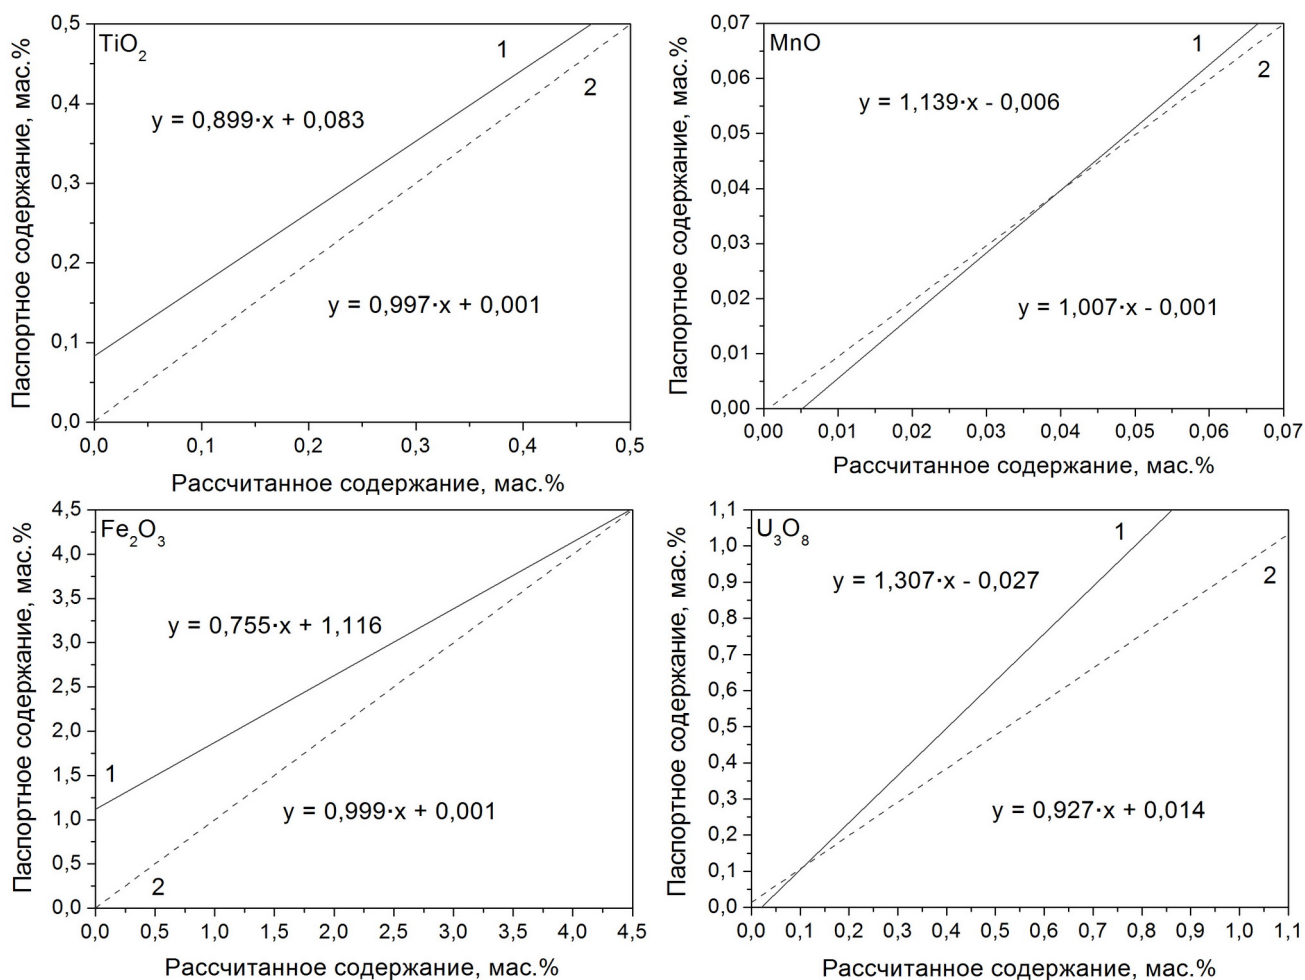 TiO₂
1
2
y = 0,899·x + 0,083
y = 0,997·x + 0,001
0,5
0,4
0,3
0,2
0,1
0,0
0,0 0,1 0,2 0,3 0,4 0,5
Паспортное содержание, мас.%
Рассчитанное содержание, мас.%
MnO
1
2
y = 1,139·x - 0,006
y = 1,007·x - 0,001
0,07
0,06
0,05
0,04
0,03
0,02
0,01
0,00
0,00 0,01 0,02 0,03 0,04 0,05 0,06 0,07
Паспортное содержание, мас.%
Рассчитанное содержание, мас.%
Fe₂O₃
y = 0,755·x + 1,116
1
y = 0,999·x + 0,001
2
4,5
4,0
3,5
3,0
2,5
2,0
1,5
1,0
0,5
0,0
0,0 0,5 1,0 1,5 2,0 2,5 3,0 3,5 4,0 4,5
Паспортное содержание, мас.%
Рассчитанное содержание, мас.%
U₃O₈
1
2
y = 1,307·x - 0,027
y = 0,927·x + 0,014
1,1
1,0
0,9
0,8
0,7
0,6
0,5
0,4
0,3
0,2
0,1
0,0
0,0 0,1 0,2 0,3 0,4 0,5 0,6 0,7 0,8 0,9 1,0 1,1
Паспортное содержание, мас.%
Рассчитанное содержание, мас.%